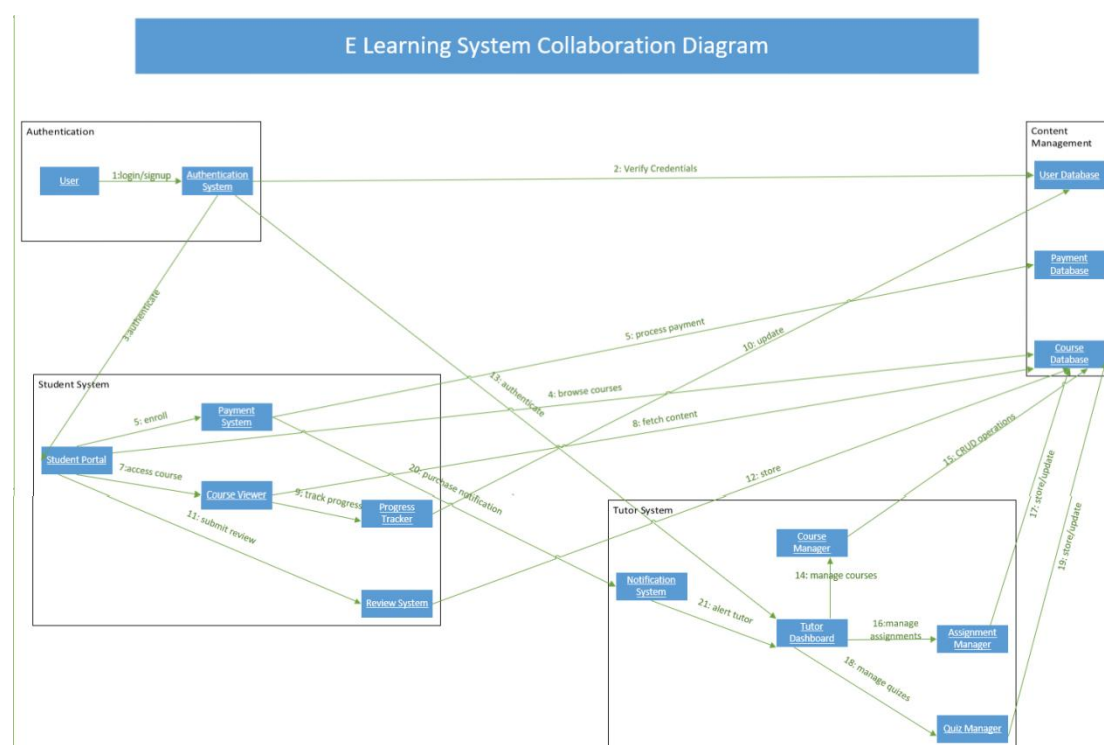 E Learning System Collaboration Diagram
Authentication
User
1:login/signup
Authentication
System
2: Verify Credentials
Content
Management
User Database
Payment
Database
Course
Database
3:authenticate
5: process payment
10: update
13: authenticate
4: browse courses
8: fetch content
Student System
5: enroll
Payment
System
Student Portal
7:access course
Course Viewer
9; track progress
Progress
Tracker
11: submit review
Review System
20: purchase notification
12: store
15: CRUD operations
17: store/update
19: store/update
Tutor System
Course
Manager
14: manage courses
Notification
System
21: alert tutor
Tutor
Dashboard
16:manage
assignments
Assignment
Manager
18: manage quizes
Quiz Manager